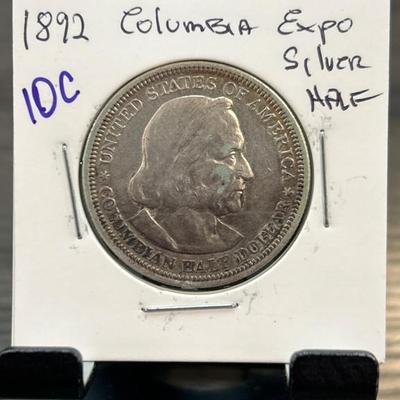 1892 COLUMBIA EXPO
SILVER
10C HALF
UNITED STATES OF AMERICA
COLUMBIAN HALF DOLLAR